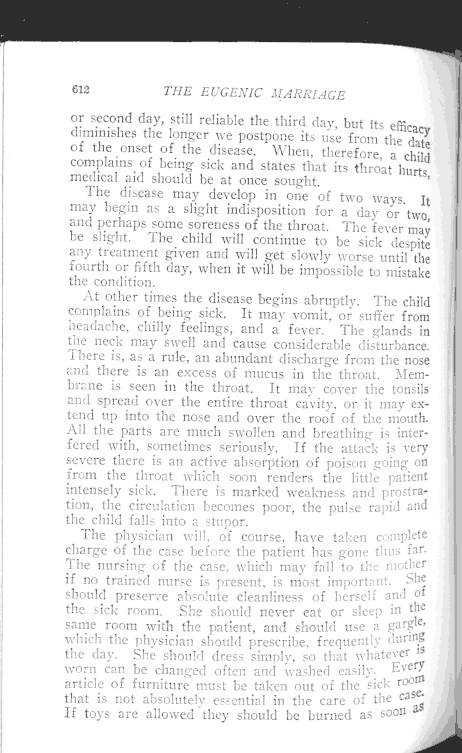 612 THE EUGENIC MARRIAGE
or second day, still reliable the third day, but its efficacy
diminishes the longer we postpone its use from the date
of the onset of the disease. When, therefore, a child
complains of being sick and states that its throat hurts,
medical aid should be at once sought.
The disease may develop in one of two ways. It
may begin as a slight indisposition for a day or two,
and perhaps some soreness of the throat. The fever may
be slight. The child will continue to be sick despite
any treatment given and will get slowly worse until the
fourth or fifth day, when it will be impossible to mistake
the condition.
At other times the disease begins abruptly. The child
complains of being sick. It may vomit, or suffer from
headache, chilly feelings, and a fever. The glands in
the neck may swell and cause considerable disturbance.
There is, as a rule, an abundant discharge from the nose
and there is an excess of mucus in the throat. Mem-
brane is seen in the throat. It may cover the tonsils
and spread over the entire throat cavity, or it may ex-
tend up into the nose and over the roof of the mouth.
All the parts are much swollen and breathing is inter-
fered with, sometimes seriously. If the attack is very
severe there is an active absorption of poison going on
from the throat which soon renders the little patient
intensely sick. There is marked weakness and prostra-
tion, the circulation becomes poor, the pulse rapid and
the child falls into a stupor.
The physician will, of course, have taken complete
charge of the case before the patient has gone thus far.
The nursing of the case, which may fall to the mother
if no trained nurse is present, is most important. She
should preserve absolute cleanliness of herself and of
the sick room. She should never eat or sleep in the
same room with the patient, and should use a gargle,
which the physician should prescribe, frequently during
the day. She should dress simply, so that whatever is
worn can be changed often and washed easily. Every
article of furniture must be taken out of the sick room
that is not absolutely essential in the care of the case.
If toys are allowed they should be burned as soon as